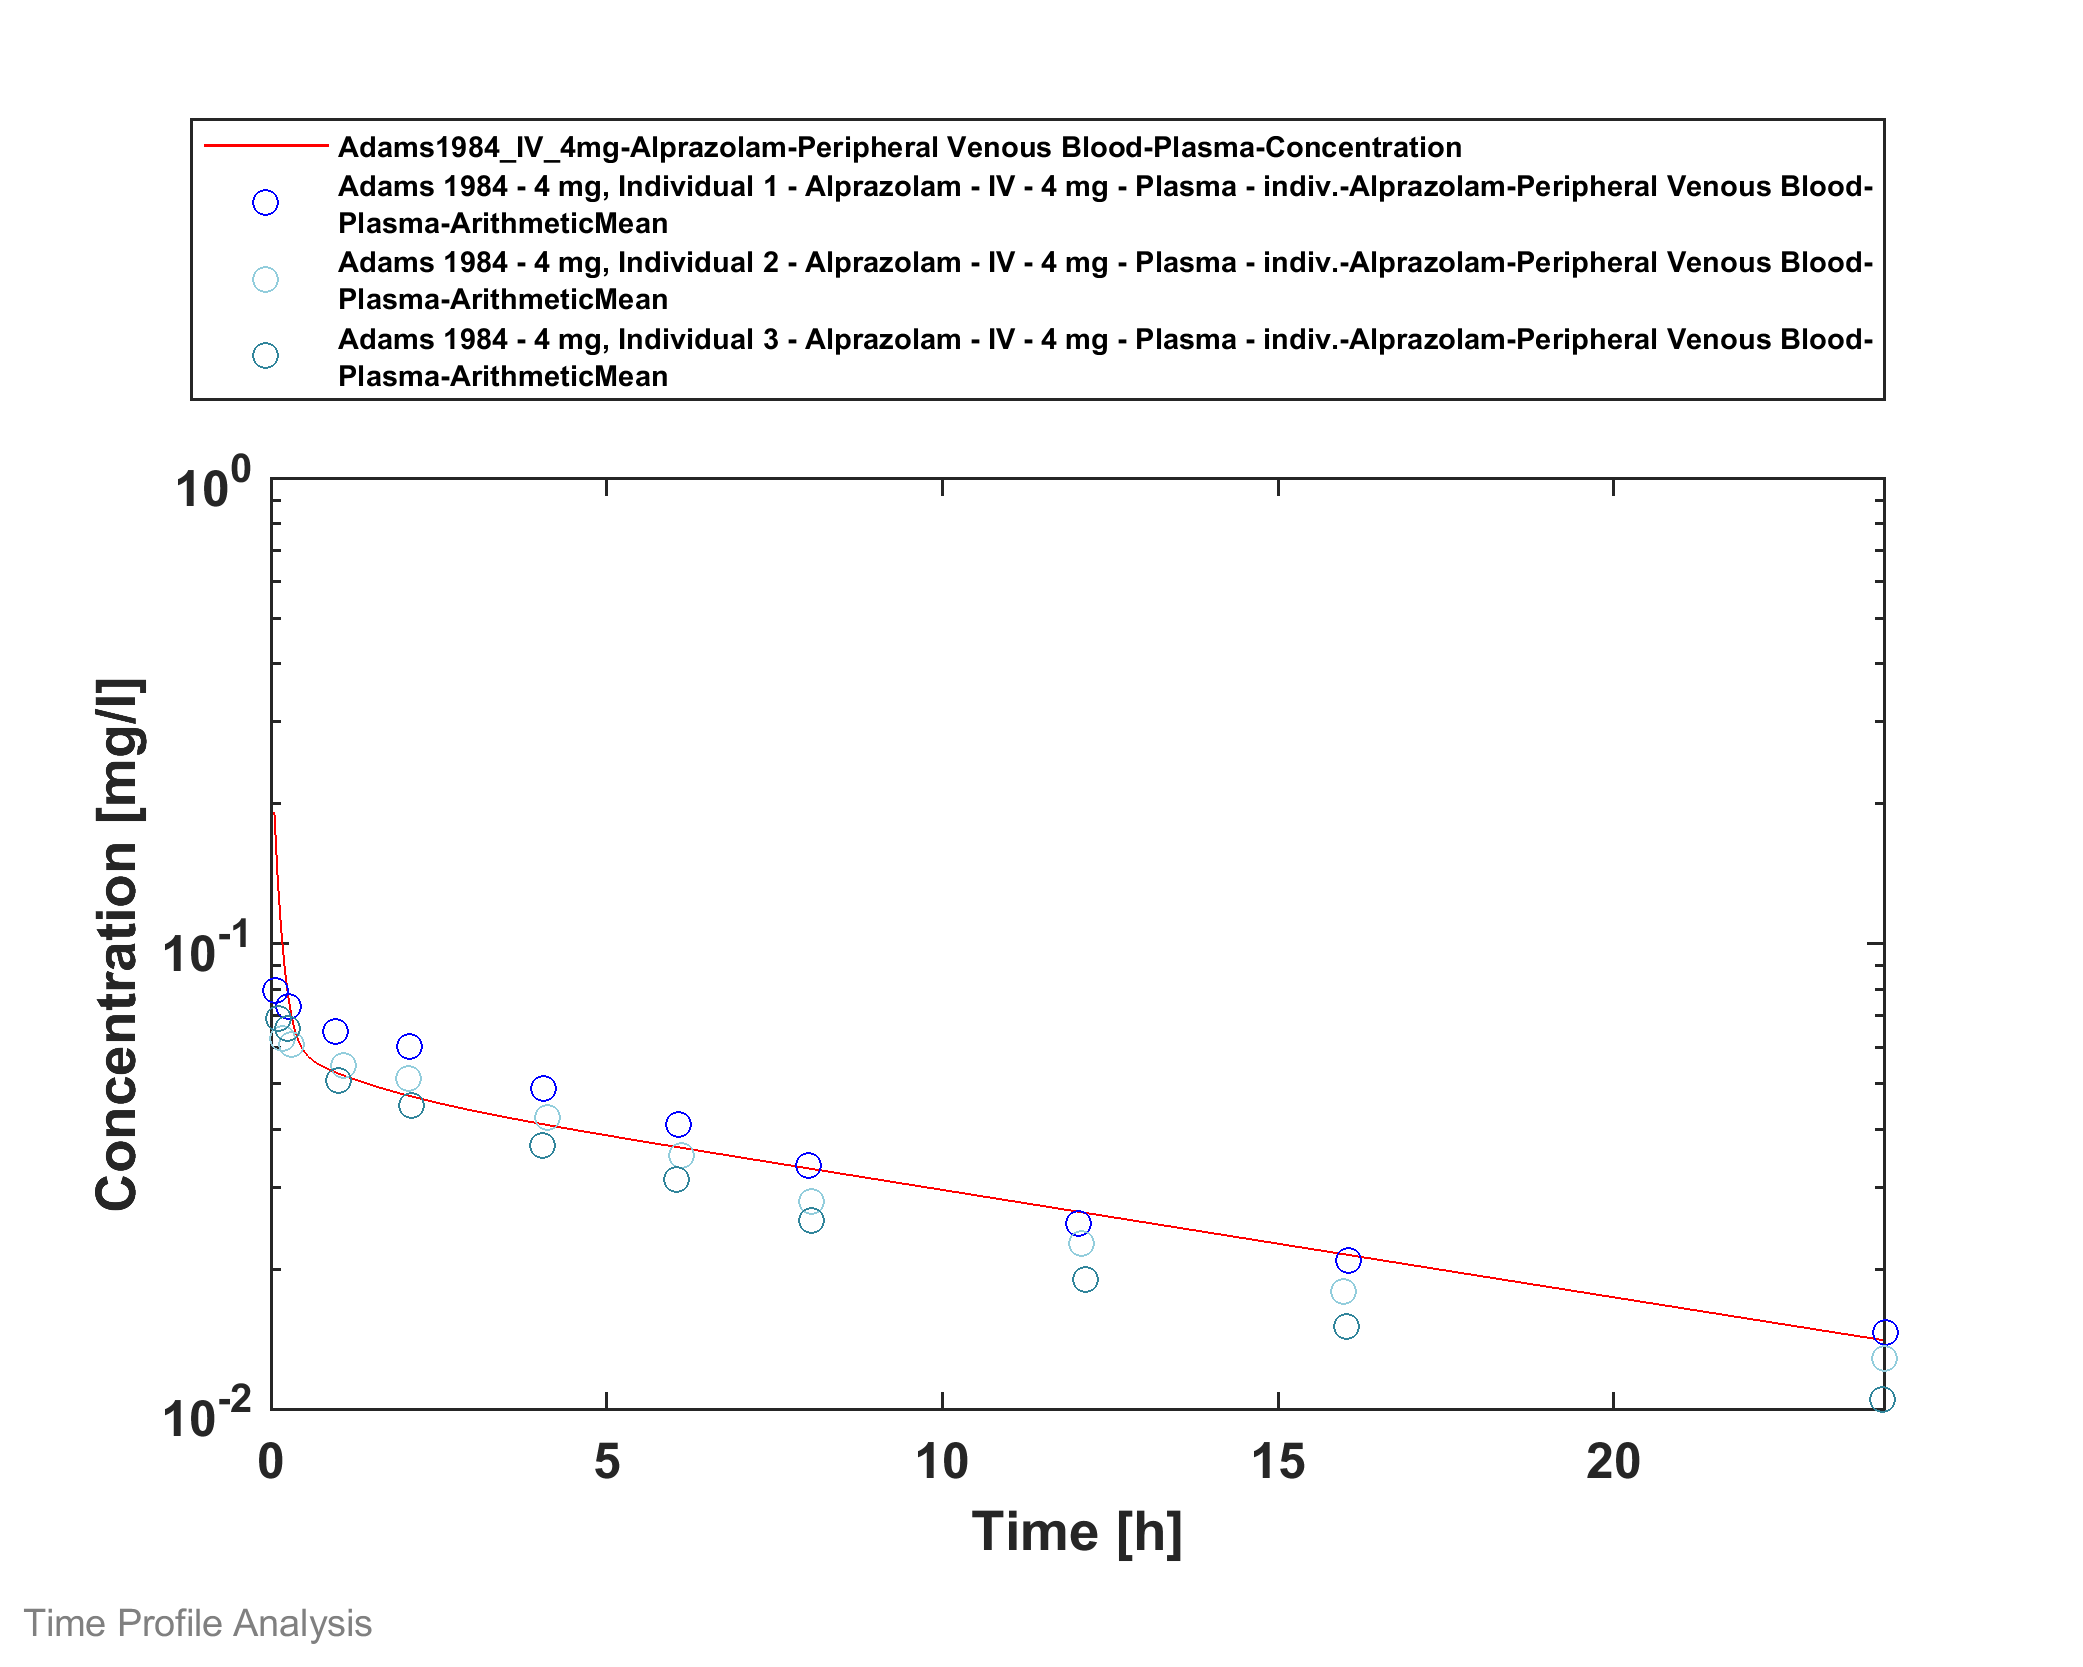 Adams1984_IV_4mg-Alprazolam-Peripheral Venous Blood-Plasma-Concentration
Adams 1984 - 4 mg, Individual 1 - Alprazolam - IV - 4 mg - Plasma - indiv.-Alprazolam-Peripheral Venous Blood-
Plasma-ArithmeticMean
Adams 1984 - 4 mg, Individual 2 - Alprazolam - IV - 4 mg - Plasma - indiv.-Alprazolam-Peripheral Venous Blood-
Plasma-ArithmeticMean
Adams 1984 - 4 mg, Individual 3 - Alprazolam - IV - 4 mg - Plasma - indiv.-Alprazolam-Peripheral Venous Blood-
Plasma-ArithmeticMean
10^0
10^-1
10^-2
Concentration [mg/l]
0 5 10 15 20
Time [h]
Time Profile Analysis